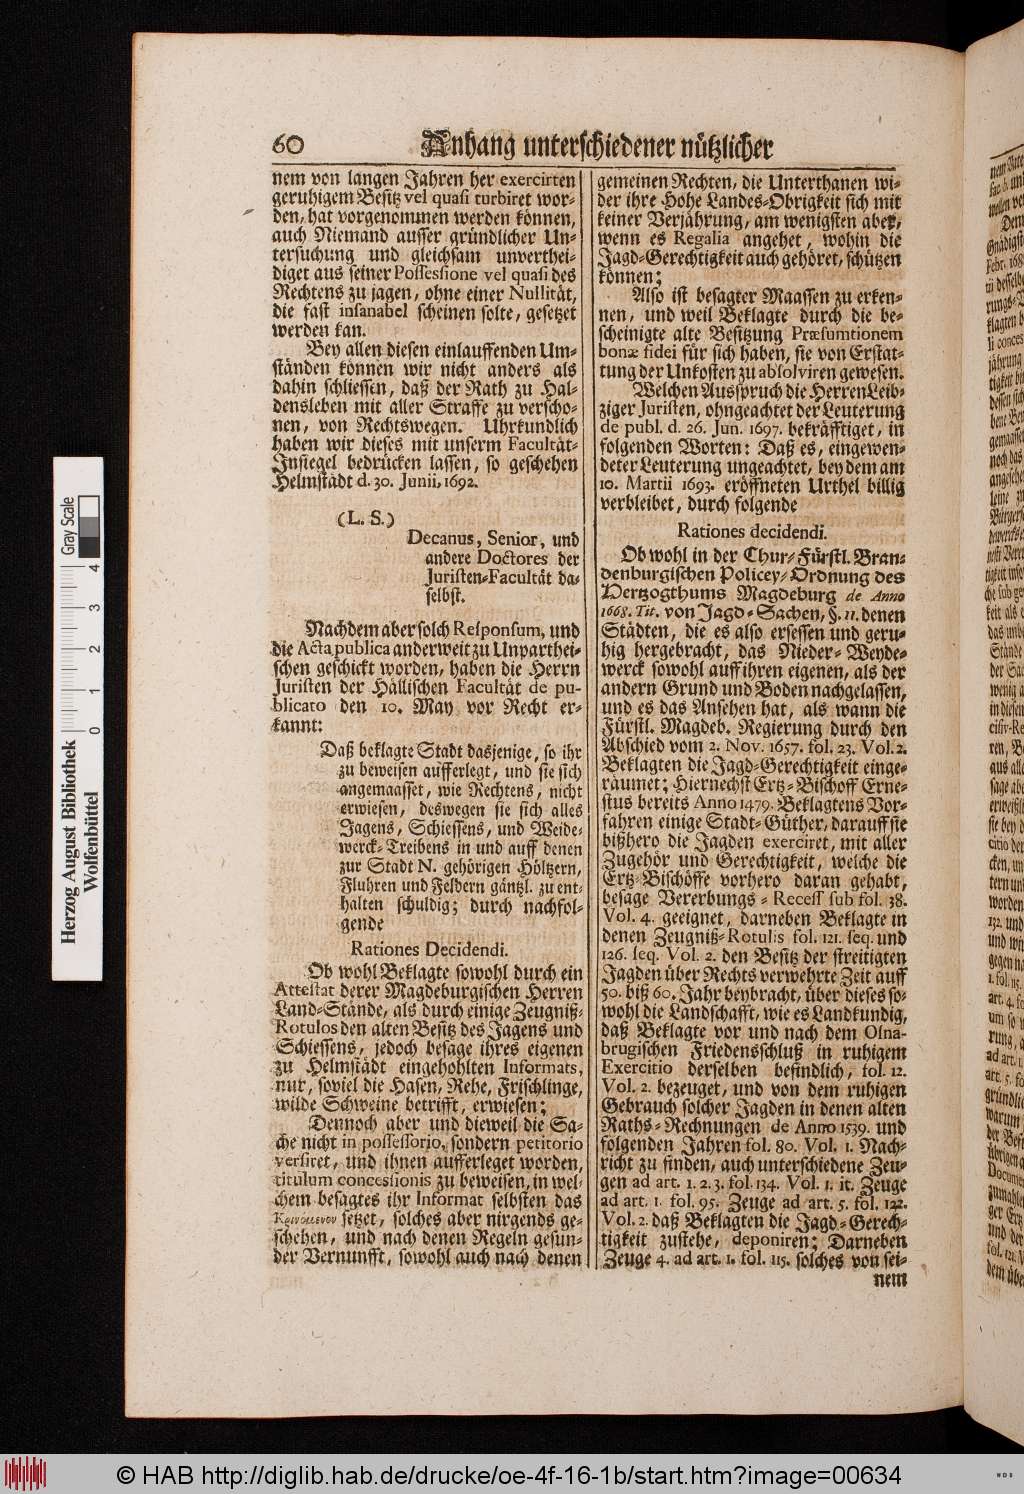 60 Anhang unterschiedener nützlicher
nem von langen Jahren her exercirten
geruhigem Besitz vel quasi turbiret wor-
den, hat vorgenommen werden können,
auch Niemand ausser gründlicher Un-
tersuchung und gleichsam unverthei-
diget aus seiner Possessione vel quasi des
Rechtens zu jagen, ohne einer Nullität,
die fast insanabel scheinen solte, gesetzet
werden kan.
Bey allen diesen einlauffenden Um-
ständen können wir nicht anders als
dahin schliessen, daß der Rath zu Hal-
densleben mit aller Straffe zu verscho-
nen, von Rechtswegen. Uhrkundlich
haben wir dieses mit unserm Facultät-
Insiegel bedrücken lassen, so geschehen
Helmstädt d. 30. Junii, 1692.
(L. S.)
Decanus, Senior, und
andere Doctores der
Juristen-Facultät da-
selbst.
Nachdem aber solch Responsum, und
die Acta publica anderweit zu Unparthei-
schen geschickt worden, haben die Herrn
Juristen der Hällischen Facultät de pu-
blicato den 10. May vor Recht er-
kannt:
Daß beklagte Stadt dasjenige, so ihr
zu beweisen aufferlegt, und sie sich
angemaasset, wie Rechtens, nicht
erwiesen, deswegen sie sich alles
Jagens, Schiessens, und Weide-
werck-Treibens in und auff denen
zur Stadt N. gehörigen Höltzern,
Fluhren und Feldern gäntzl. zu ent-
halten schuldig; durch nachfol-
gende
Rationes Decidendi.
Ob wohl Beklagte sowohl durch ein
Attestat derer Magdeburgischen Herren
Land-Stände, als durch einige Zeugniß-
Rotulos den alten Besitz des Jagens und
Schiessens, jedoch besage ihres eigenen
zu Helmstädt eingehohlten Informats,
nur, soviel die Hasen, Rehe, Frischlinge,
wilde Schweine betrifft, erwiesen;
Dennoch aber und dieweil die Sa-
che nicht in possessorio, sondern petitorio
versiret, und ihnen aufferleget worden,
titulum concessionis zu beweisen, in wel-
chem besagtes ihr Informat selbsten das
Κρινόμενον setzet, solches aber nirgends ge-
schehen, und nach denen Regeln gesun-
der Vernunfft, sowohl auch nach denen
gemeinen Rechten, die Unterthanen wi-
der ihre Hohe Landes-Obrigkeit sich mit
keiner Verjährung, am wenigsten aber,
wenn es Regalia angehet, wohin die
Jagd-Gerechtigkeit auch gehöret, schützen
können;
Also ist besagter Maassen zu erken-
nen, und weil Beklagte durch die be-
scheinigte alte Besitzung Præsumtionem
bonæ fidei für sich haben, sie von Erstat-
tung der Unkosten zu absolviren gewesen.
Welchen Ausspruch die Herren Leib-
ziger Juristen, ohngeachtet der Leuterung
de publ. d. 26. Jun. 1697. bekräfftiget, in
folgenden Worten: Daß es, eingewen-
deter Leuterung ungeachtet, bey dem am
10. Martii 1693. eröffneten Urthel billig
verbleibet, durch folgende
Rationes decidendi.
Ob wohl in der Chur-Fürstl. Bran-
denburgischen Policey-Ordnung des
Hertzogthums Magdeburg de Anno
1668. Tit. von Jagd-Sachen, §. 11. denen
Städten, die es also ersessen und geru-
hig hergebracht, das Nieder-Weyde-
werck sowohl auff ihren eigenen, als der
andern Grund und Boden nachgelassen,
und es das Ansehen hat, als wann die
Fürstl. Magdeb. Regierung durch den
Abschied vom 2. Nov. 1657. fol. 23. Vol. 2.
Beklagten die Jagd-Gerechtigkeit einge-
räumet; Hiernechst Ertz-Bischoff Erne-
stus bereits Anno 1479. Beklagtens Vor-
fahren einige Stadt-Güther, darauff sie
bißhero die Jagden exerciret, mit aller
Zugehör und Gerechtigkeit, welche die
Ertz-Bischöffe vorhero daran gehabt,
besage Vererbungs-Recess sub fol. 38.
Vol. 4. geeignet, darneben Beklagte in
denen Zeugniß-Rotulis fol. 121. seq. und
126. seq. Vol. 2. den Besitz der streitigten
Jagden über Rechts verwehrte Zeit auff
50. biß 60. Jahr beybracht, über dieses so-
wohl die Landschafft, wie es Landkundig,
daß Beklagte vor und nach dem Osna-
brugischen Friedensschluß in ruhigem
Exercitio derselben befindlich, fol. 12.
Vol. 2. bezeuget, und von dem ruhigen
Gebrauch solcher Jagden in denen alten
Raths-Rechnungen de Anno 1539. und
folgenden Jahren fol. 80. Vol. 1. Nach-
richt zu finden, auch unterschiedene Zeu-
gen ad art. 1. 2. 3. fol. 134. Vol. 1. it. Zeuge
ad art. 1. fol. 95. Zeuge ad art. 5. fol. 122.
Vol. 2. daß Beklagten die Jagd-Gerech-
tigkeit zustehe, deponiren; Darneben
Zeuge 4. ad art. 1. fol. 115. solches von sei-
nem
Herzog August Bibliothek
Wolfenbüttel
0 1 2 3 4
Gray Scale
© HAB http://diglib.hab.de/drucke/oe-4f-16-1b/start.htm?image=00634